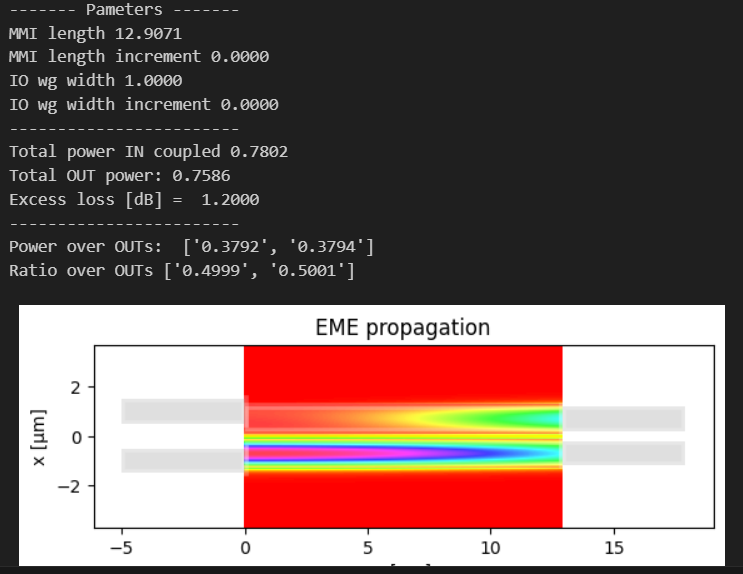 ------- Pameters -------
MMI length 12.9071
MMI length increment 0.0000
IO wg width 1.0000
IO wg width increment 0.0000
------------------------
Total power IN coupled 0.7802
Total OUT power: 0.7586
Excess loss [dB] =  1.2000
------------------------
Power over OUTs:  ['0.3792', '0.3794']
Ratio over OUTs ['0.4999', '0.5001']
EME propagation
x [μm]
2
0
−2
−5
0
5
10
15